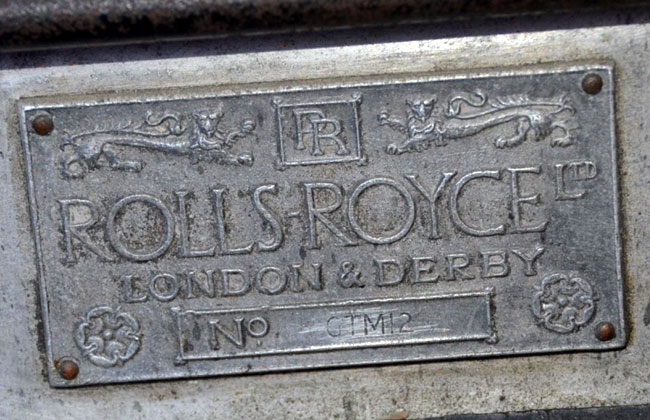 RR
ROLLS-ROYCE LTD
LONDON & DERBY
No GTM12